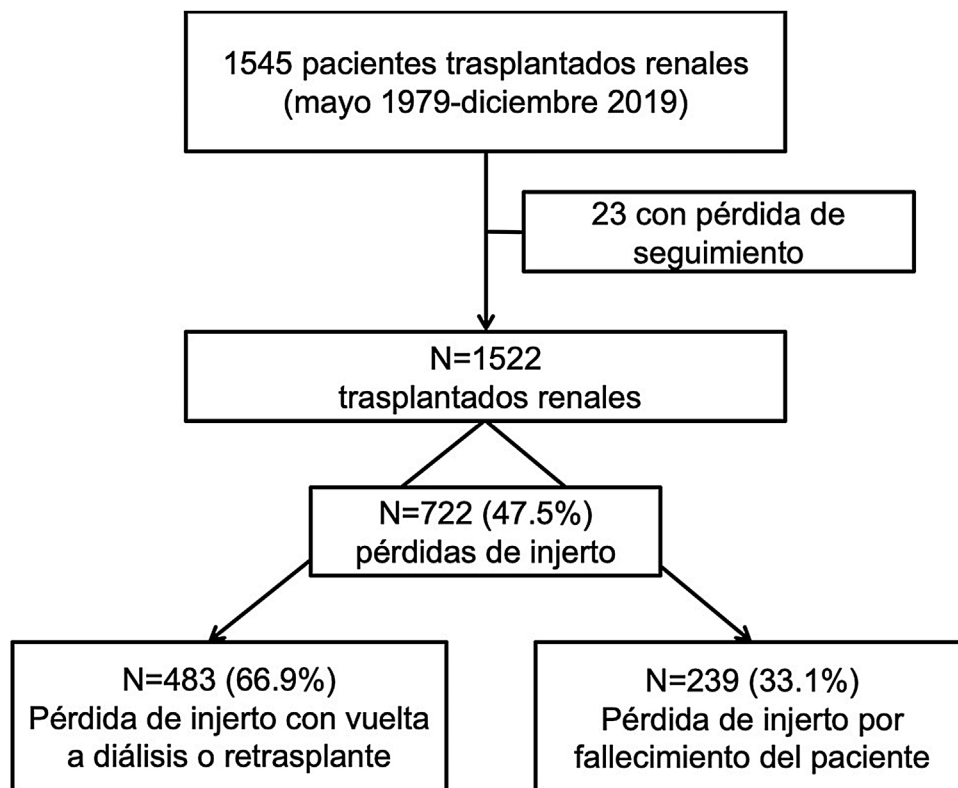 1545 pacientes trasplantados renales
(mayo 1979-diciembre 2019)
23 con pérdida de
seguimiento
N=1522
trasplantados renales
N=722 (47.5%)
pérdidas de injerto
N=483 (66.9%)
Pérdida de injerto con vuelta
a diálisis o retrasplante
N=239 (33.1%)
Pérdida de injerto por
fallecimiento del paciente